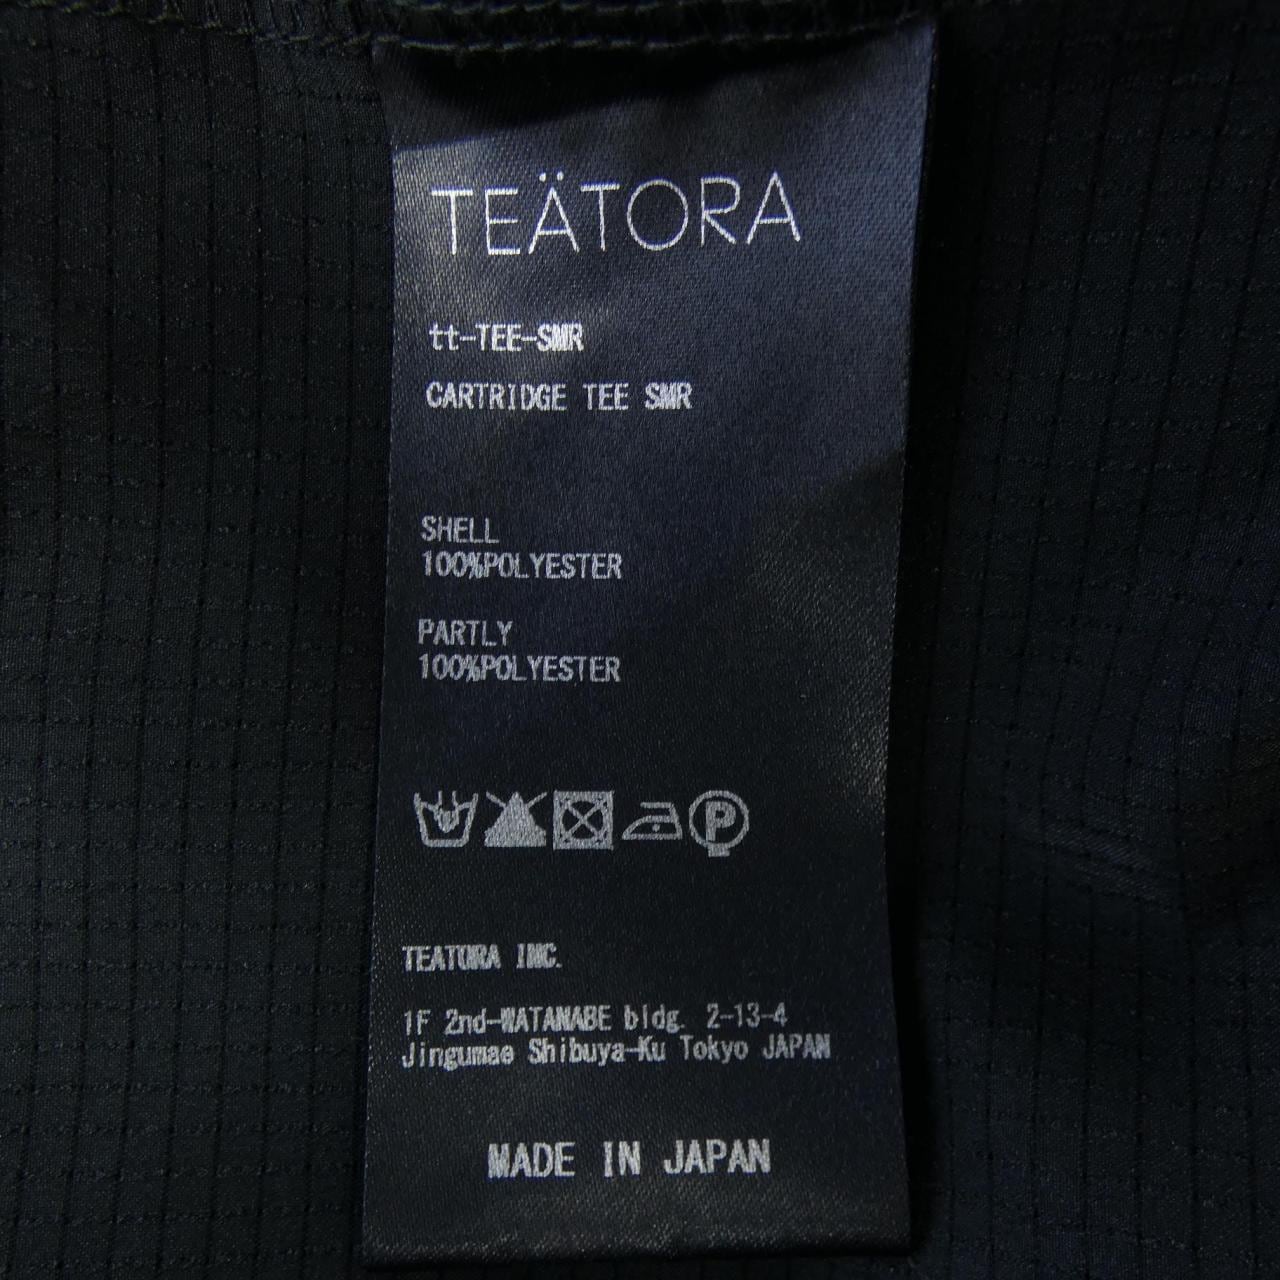 TEÄTORA
tt-TEE-SMR
CARTRIDGE TEE SMR
SHELL
100%POLYESTER
PARTLY
100%POLYESTER
P
TEATORA INC.
1F 2nd-WATANABE bldg. 2-13-4
Jingumae Shibuya-Ku Tokyo JAPAN
MADE IN JAPAN